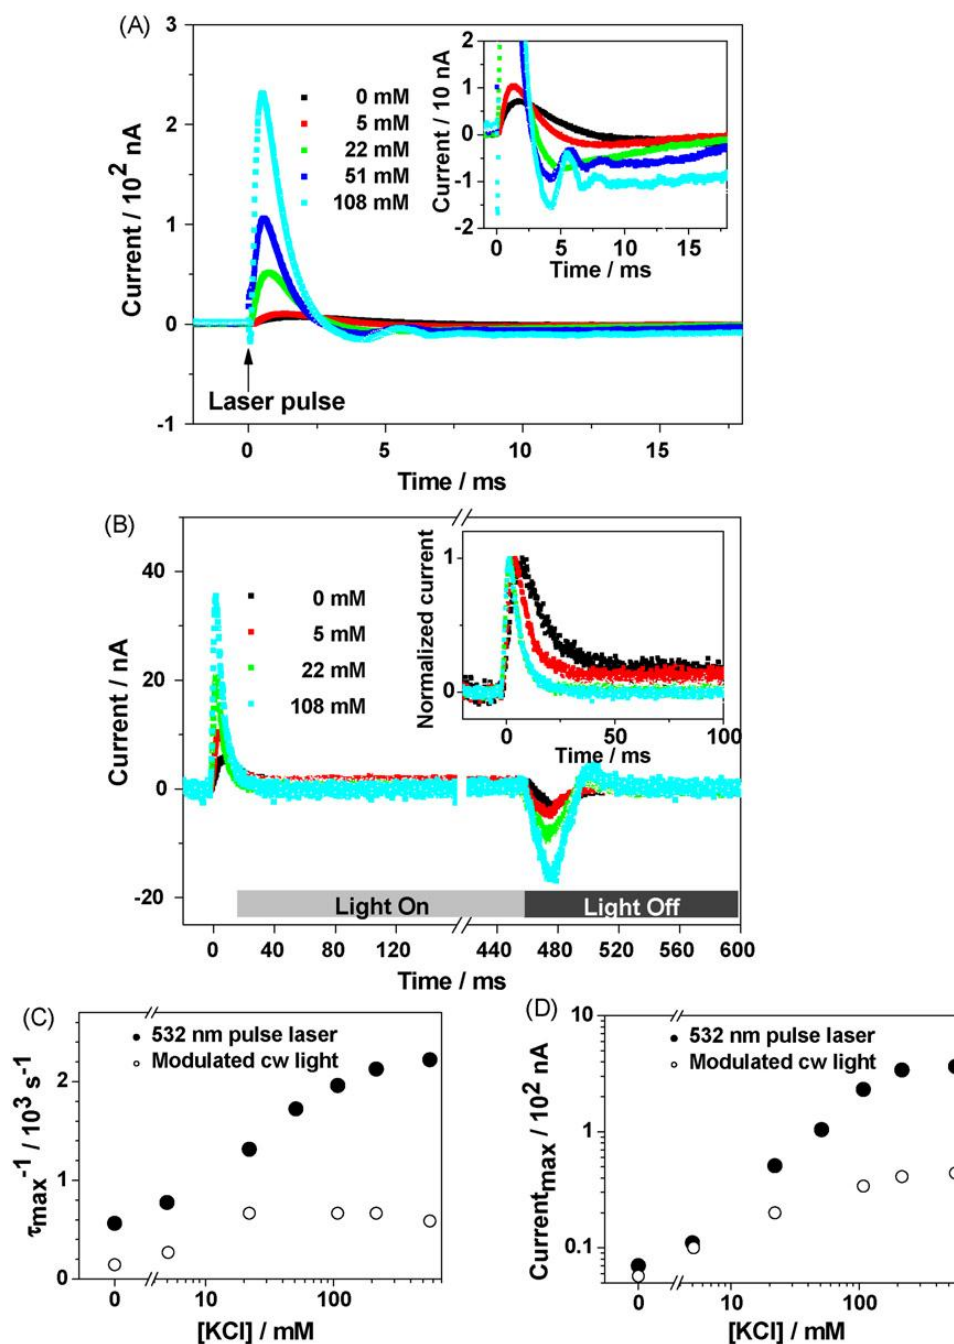 (A)
3
2
1
0
-1
Current / 10² nA
0 mM
5 mM
22 mM
51 mM
108 mM
Laser pulse
0 5 10 15
Time / ms
2
1
0
-1
-2
Current / 10 nA
0 5 10 15
Time / ms
(B)
40
20
0
-20
Current / nA
0 mM
5 mM
22 mM
108 mM
1
0
Normalized current
0 50 100
Time / ms
Light On Light Off
0 40 80 120 440 480 520 560 600
Time / ms
(C)
532 nm pulse laser
Modulated cw light
2
1
0
τmax⁻¹ / 10³ s⁻¹
0 10 100
[KCl] / mM
(D)
532 nm pulse laser
Modulated cw light
10
1
0.1
Currentmax / 10² nA
0 10 100
[KCl] / mM